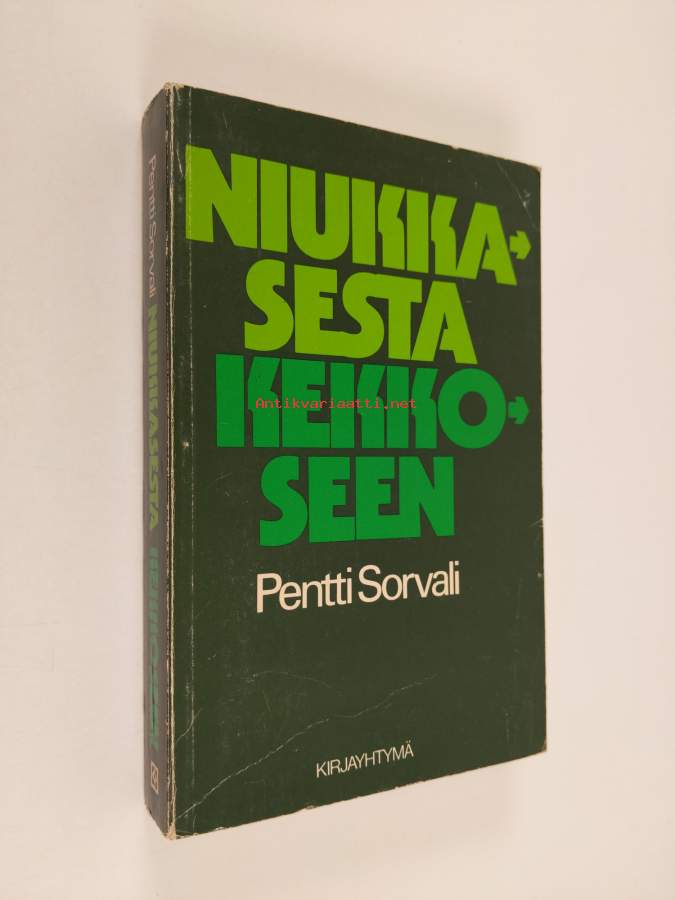 NIUKKA→
SESTA
KEKKO→
SEEN
Pentti Sorvali
KIRJAYHTYMÄ
Pentti Sorvali NIUKKASESTA KEKKOSEEN
Antikvariaatti.net